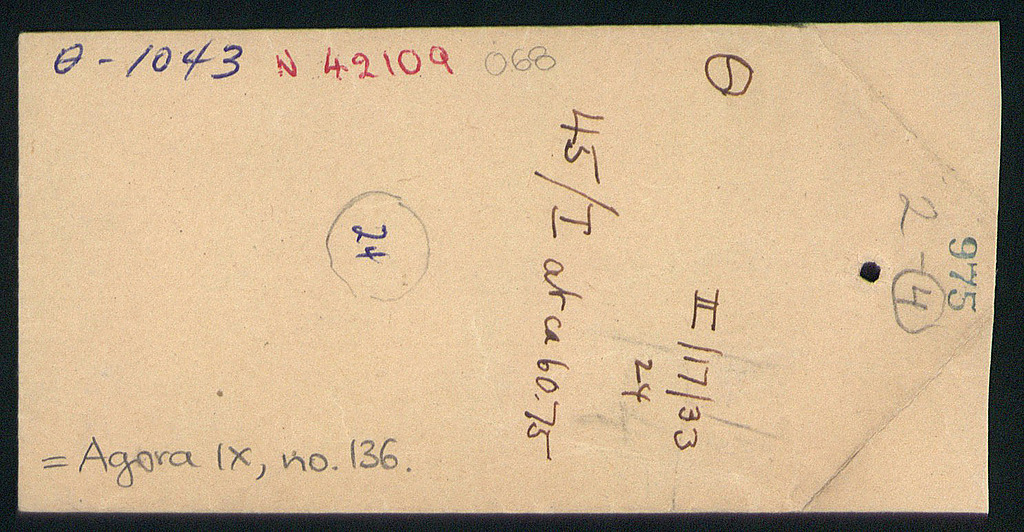 θ - 1043 N 42109 068
Θ
45/I at ca 60.75
II/17/33
24
24
975
2 - 4
= Agora IX, no. 136.